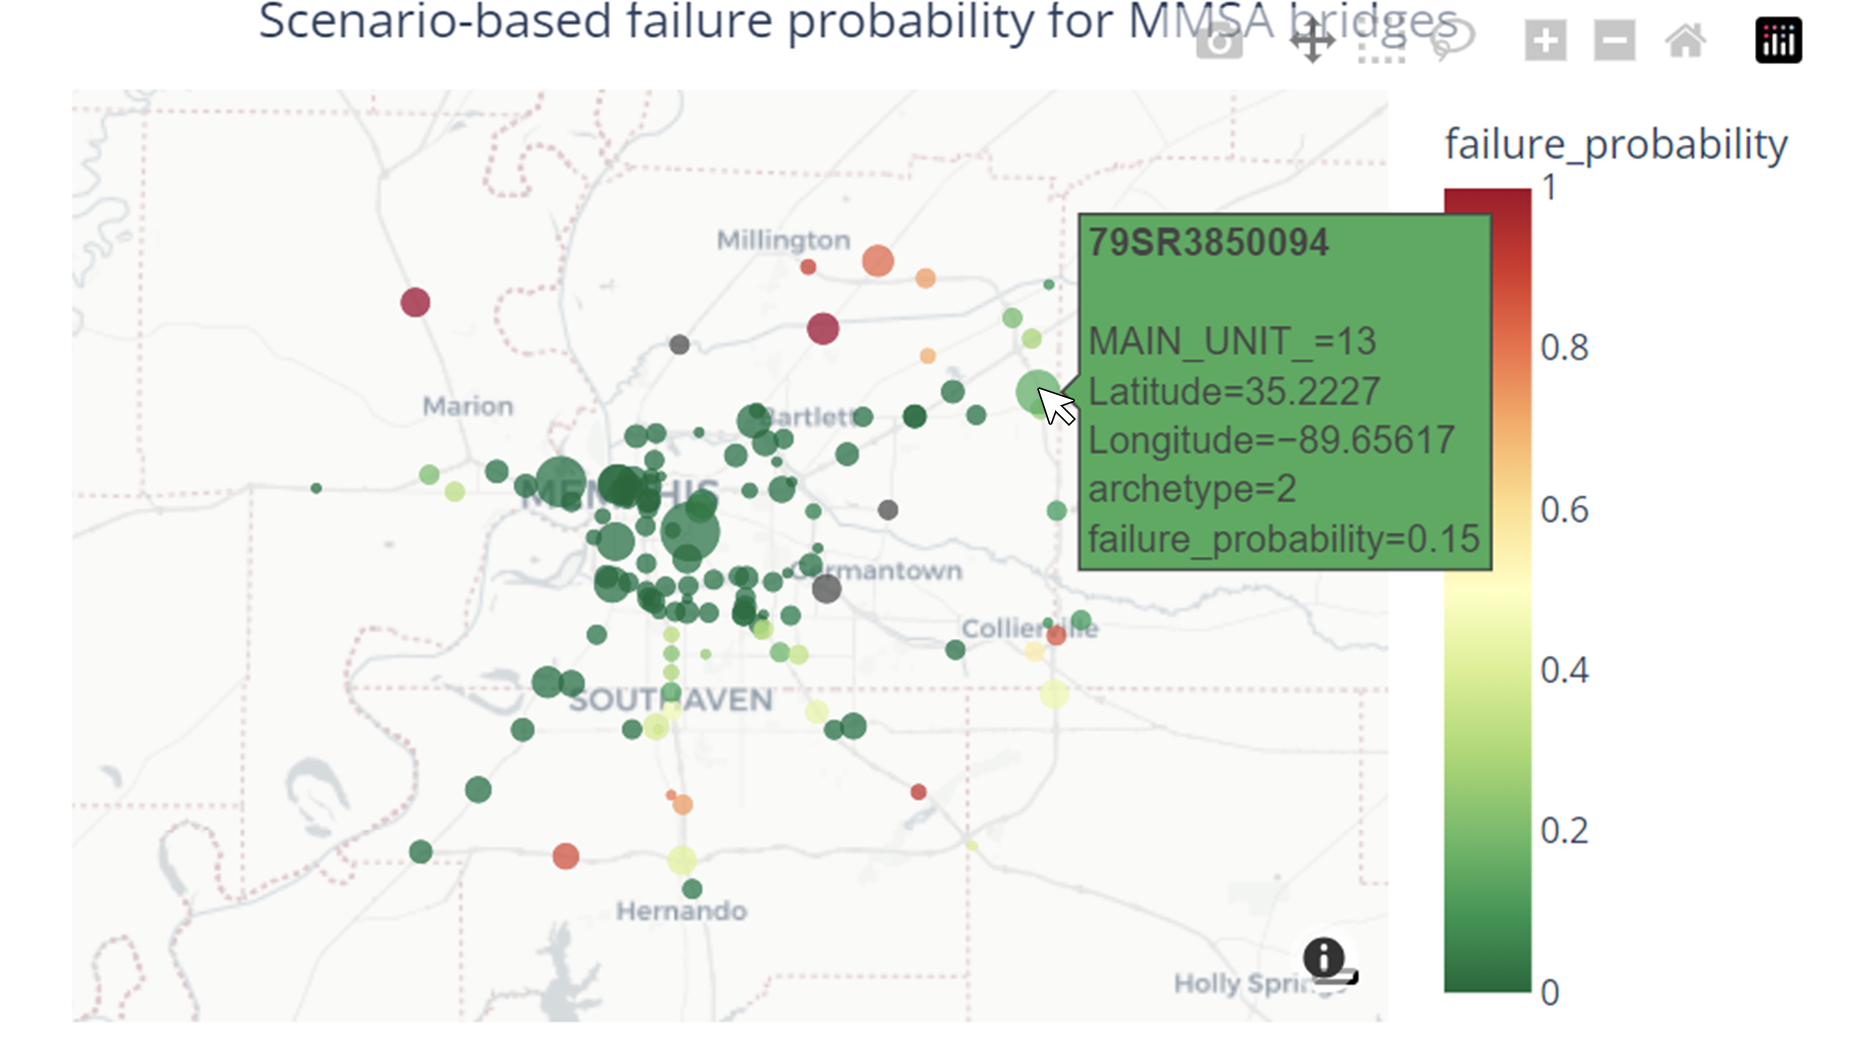 Scenario-based failure probability for MMSA bridges
failure_probability
1
0.8
0.6
0.4
0.2
0
79SR3850094
MAIN_UNIT_=13
Latitude=35.2227
Longitude=−89.65617
archetype=2
failure_probability=0.15
Millington
Marion
Bartlett
MEMPHIS
Germantown
Collierville
SOUTHAVEN
Hernando
Holly Springs